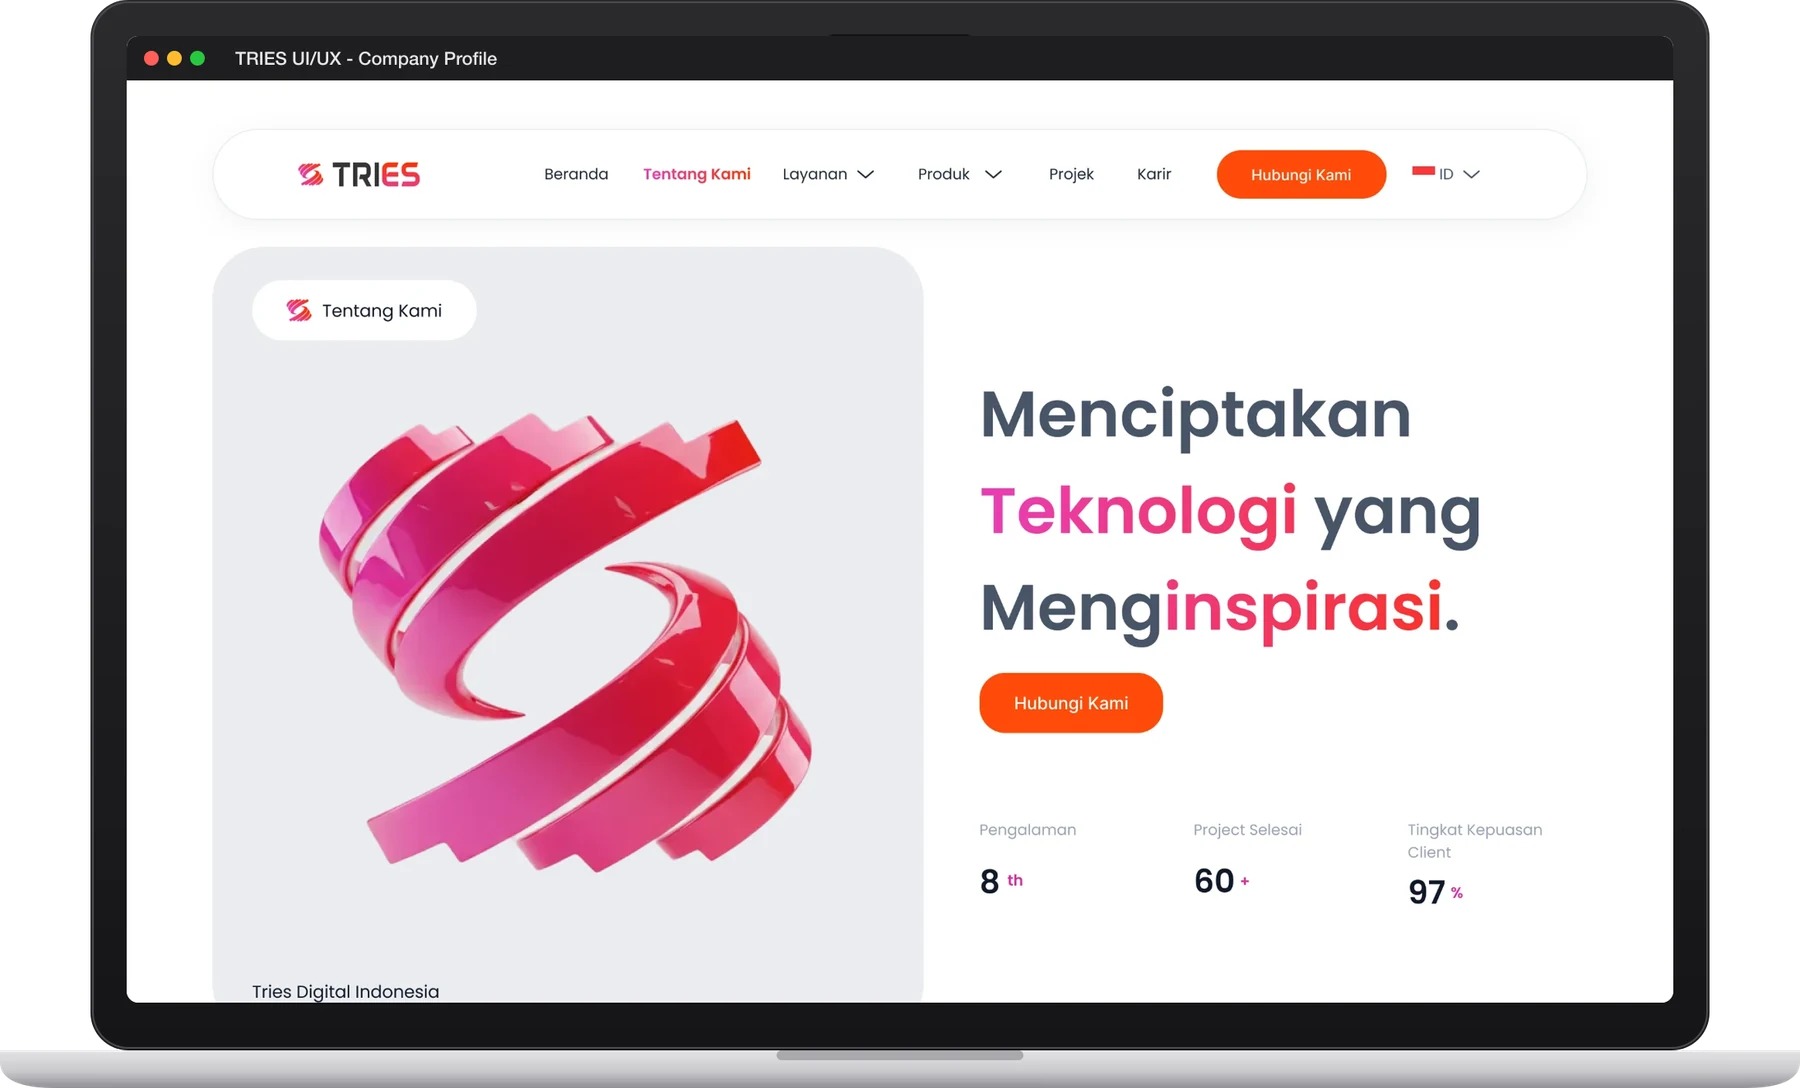 TRIES UI/UX - Company Profile
TRIES Beranda Tentang Kami Layanan Produk Projek Karir Hubungi Kami ID
Tentang Kami
Menciptakan
Teknologi yang
Menginspirasi.
Hubungi Kami
Pengalaman
8 th
Project Selesai
60 +
Tingkat Kepuasan
Client
97 %
Tries Digital Indonesia